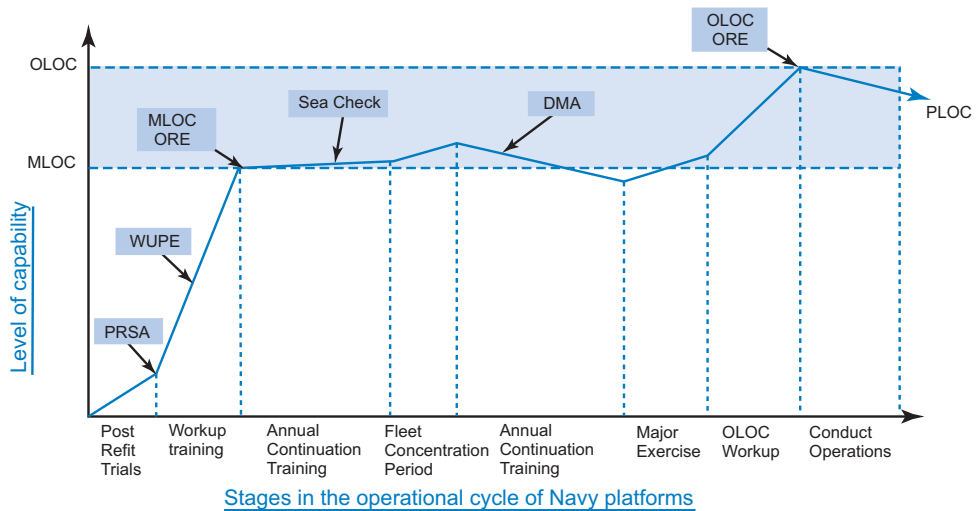 OLOC
ORE
OLOC
PLOC
Sea Check
DMA
MLOC
ORE
MLOC
WUPE
PRSA
Level of capability
Post
Refit
Trials
Workup
training
Annual
Continuation
Training
Fleet
Concentration
Period
Annual
Continuation
Training
Major
Exercise
OLOC
Workup
Conduct
Operations
Stages in the operational cycle of Navy platforms